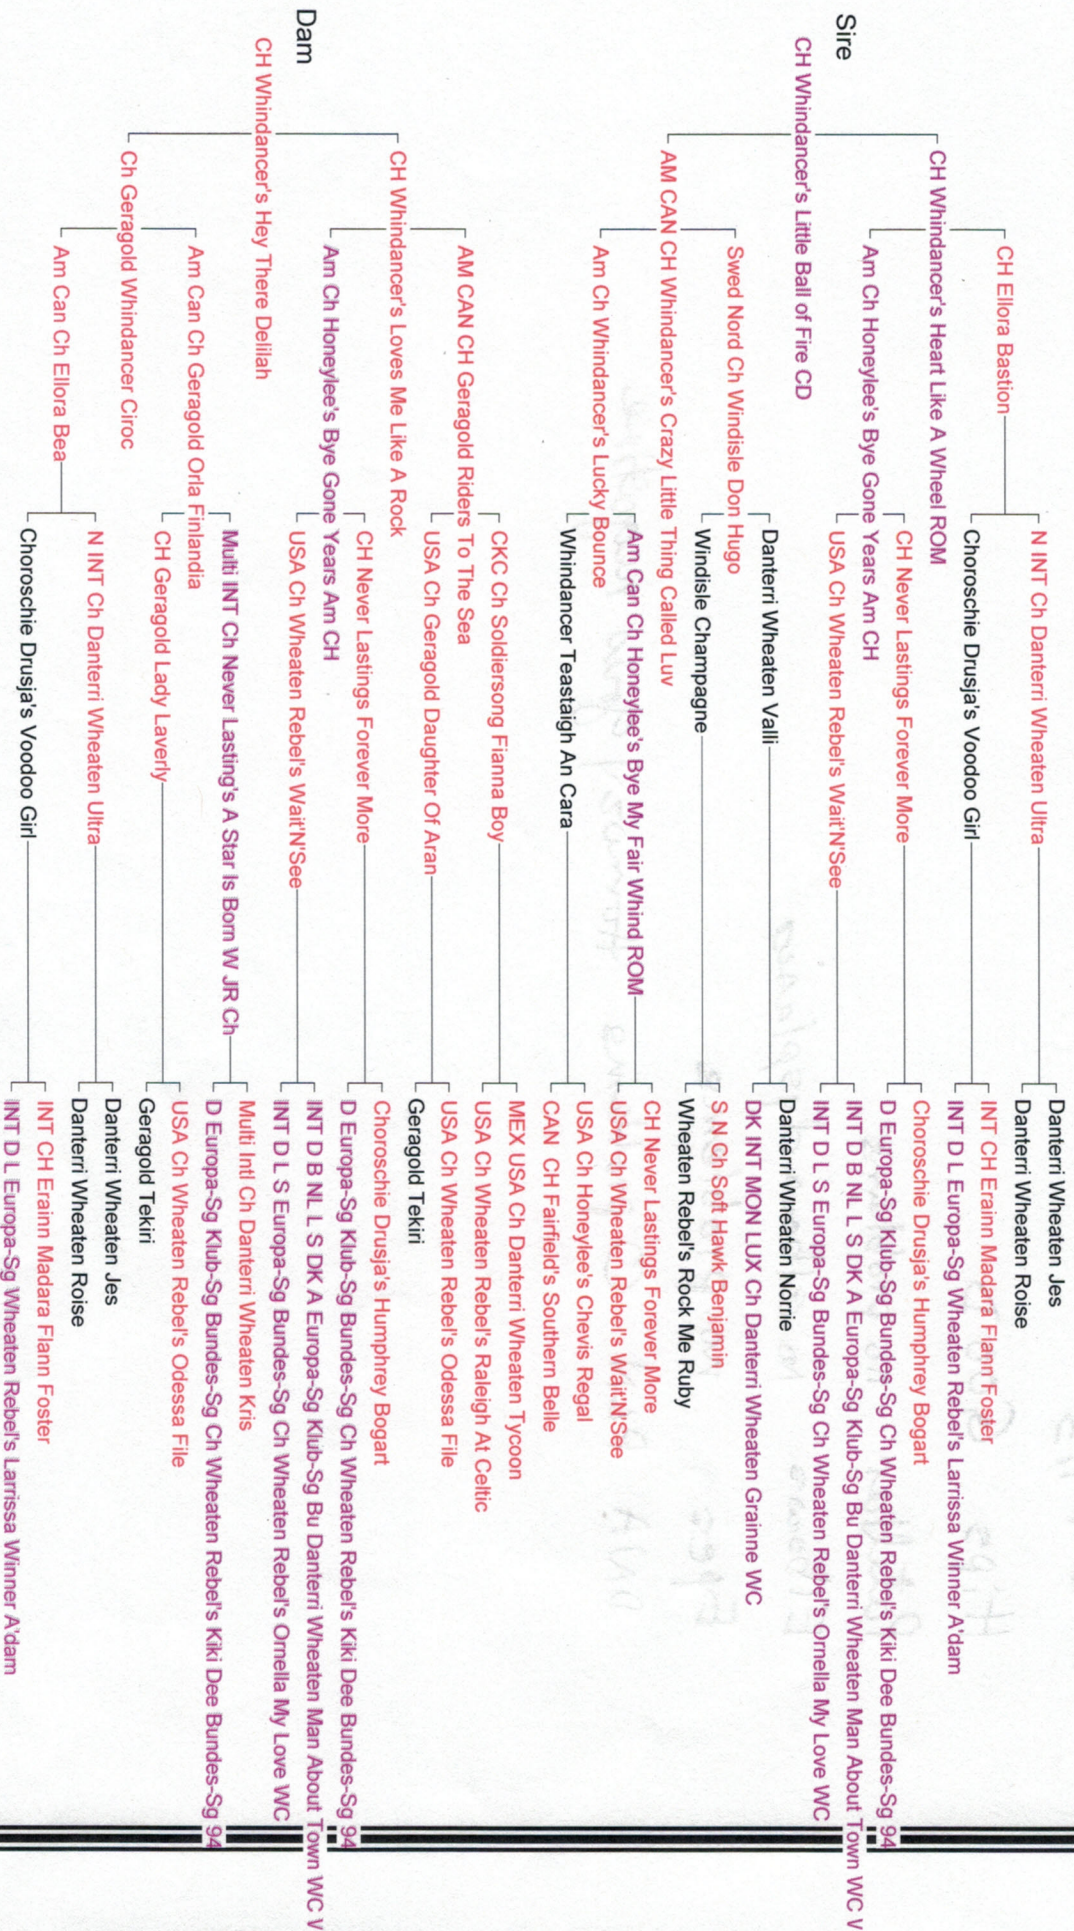 Sire
CH Whindancer's Little Ball of Fire CD
CH Whindancer's Heart Like A Wheel ROM
CH Ellora Bastion
N INT Ch Danterri Wheaten Ultra
Danterri Wheaten Jes
Danterri Wheaten Roise
Choroschie Drusja's Voodoo Girl
INT CH Erainn Madara Flann Foster
INT D L Europa-Sg Wheaten Rebel's Larrissa Winner A'dam
Am Ch Honeylee's Bye Gone Years Am CH
CH Never Lastings Forever More
Choroschie Drusja's Humphrey Bogart
D Europa-Sg Klub-Sg Bundes-Sg Ch Wheaten Rebel's Kiki Dee Bundes-Sg 94
USA Ch Wheaten Rebel's Wait'N'See
INT D B NL L S DK A Europa-Sg Klub-Sg Bu Danterri Wheaten Man About Town WC V
INT D L S Europa-Sg Bundes-Sg Ch Wheaten Rebel's Ornella My Love WC
AM CAN CH Whindancer's Crazy Little Thing Called Luv
Swed Nord Ch Windisle Don Hugo
Danterri Wheaten Valli
Danterri Wheaten Norrie
DK INT MON LUX Ch Danterri Wheaten Grainne WC
Windisle Champagne
S N Ch Soft Hawk Benjamin
Wheaten Rebel's Rock Me Ruby
Am Ch Whindancer's Lucky Bounce
Am Can Ch Honeylee's Bye My Fair Whind ROM
CH Never Lastings Forever More
USA Ch Wheaten Rebel's Wait'N'See
Whindancer Teastaigh An Cara
USA Ch Honeylee's Chevis Regal
CAN CH Fairfield's Southern Belle
Dam
CH Whindancer's Hey There Delilah
CH Whindancer's Loves Me Like A Rock
AM CAN CH Geragold Riders To The Sea
CKC Ch Soldiersong Fianna Boy
MEX USA Ch Danterri Wheaten Tycoon
USA Ch Wheaten Rebel's Raleigh At Celtic
USA Ch Geragold Daughter Of Aran
USA Ch Wheaten Rebel's Odessa File
Geragold Tekiri
Am Ch Honeylee's Bye Gone Years Am CH
CH Never Lastings Forever More
Choroschie Drusja's Humphrey Bogart
D Europa-Sg Klub-Sg Bundes-Sg Ch Wheaten Rebel's Kiki Dee Bundes-Sg 94
USA Ch Wheaten Rebel's Wait'N'See
INT D B NL L S DK A Europa-Sg Klub-Sg Bu Danterri Wheaten Man About Town WC V
INT D L S Europa-Sg Bundes-Sg Ch Wheaten Rebel's Ornella My Love WC
Ch Geragold Whindancer Ciroc
Am Can Ch Geragold Orla Finlandia
Multi INT Ch Never Lasting's A Star Is Born W JR Ch
Multi Intl Ch Danterri Wheaten Kris
D Europa-Sg Klub-Sg Bundes-Sg Ch Wheaten Rebel's Kiki Dee Bundes-Sg 94
CH Geragold Lady Laverly
USA Ch Wheaten Rebel's Odessa File
Geragold Tekiri
Am Can Ch Ellora Bea
N INT Ch Danterri Wheaten Ultra
Danterri Wheaten Jes
Danterri Wheaten Roise
Choroschie Drusja's Voodoo Girl
INT CH Erainn Madara Flann Foster
INT D L Europa-Sg Wheaten Rebel's Larrissa Winner A'dam